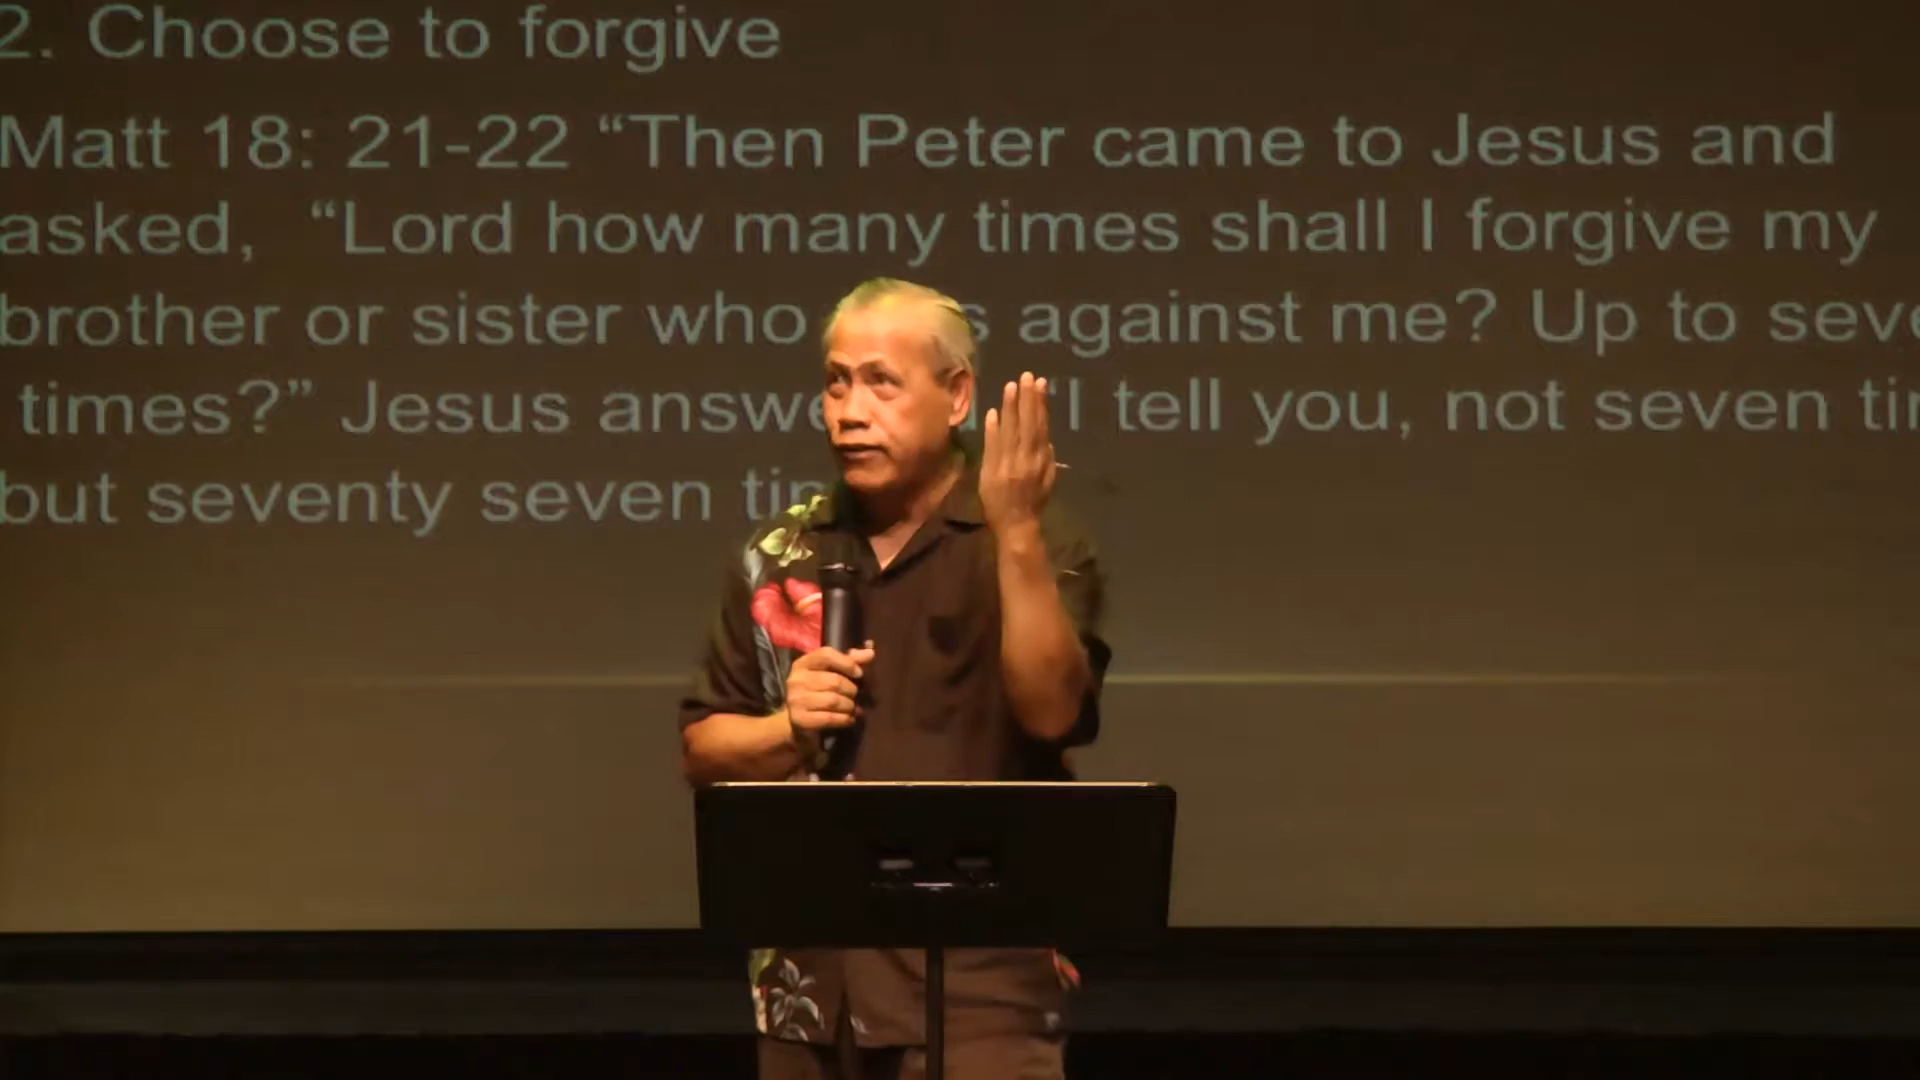 2. Choose to forgive
Matt 18: 21-22 “Then Peter came to Jesus and
asked, “Lord how many times shall I forgive my
brother or sister who against me? Up to
times?” Jesus “I tell you, not seven
but seventy seven